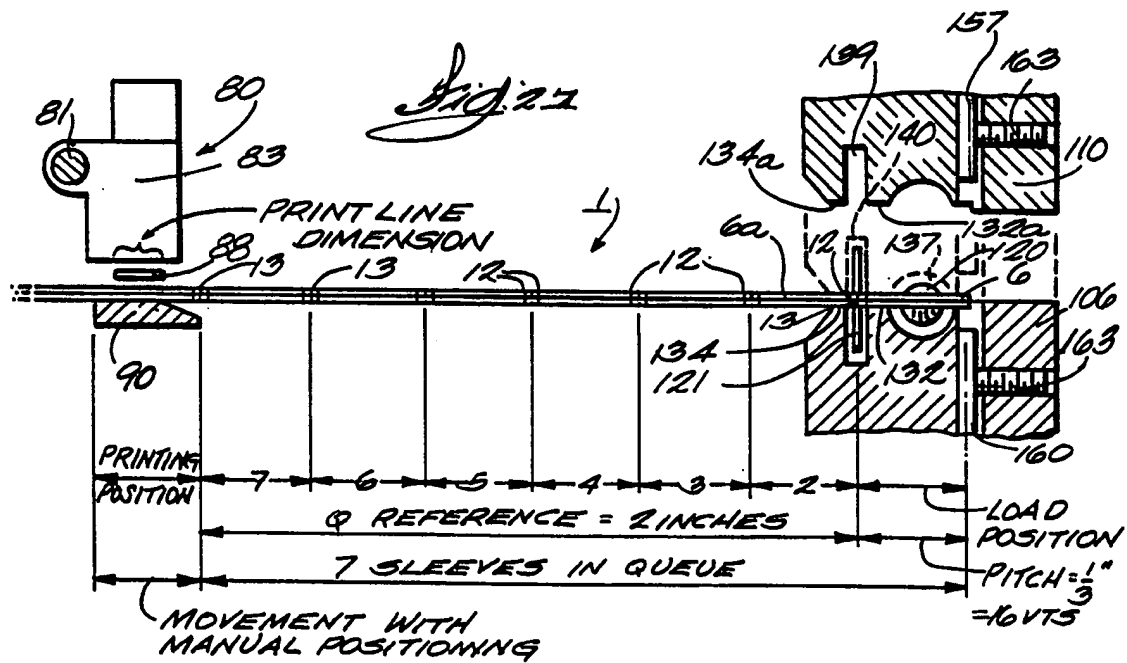 Fig. 27
157
139
163
80
81
83
140
134a
110
PRINT LINE
DIMENSION
1
132a
6a
12
137
120
88
13
13
12
12
6
106
13
134
121
132
163
90
160
PRINTING
POSITION
7
6
5
4
3
2
LOAD
POSITION
Q REFERENCE = 2 INCHES
7 SLEEVES IN QUEUE
PITCH = 1/3"
= 16 VTS
MOVEMENT WITH
MANUAL POSITIONING